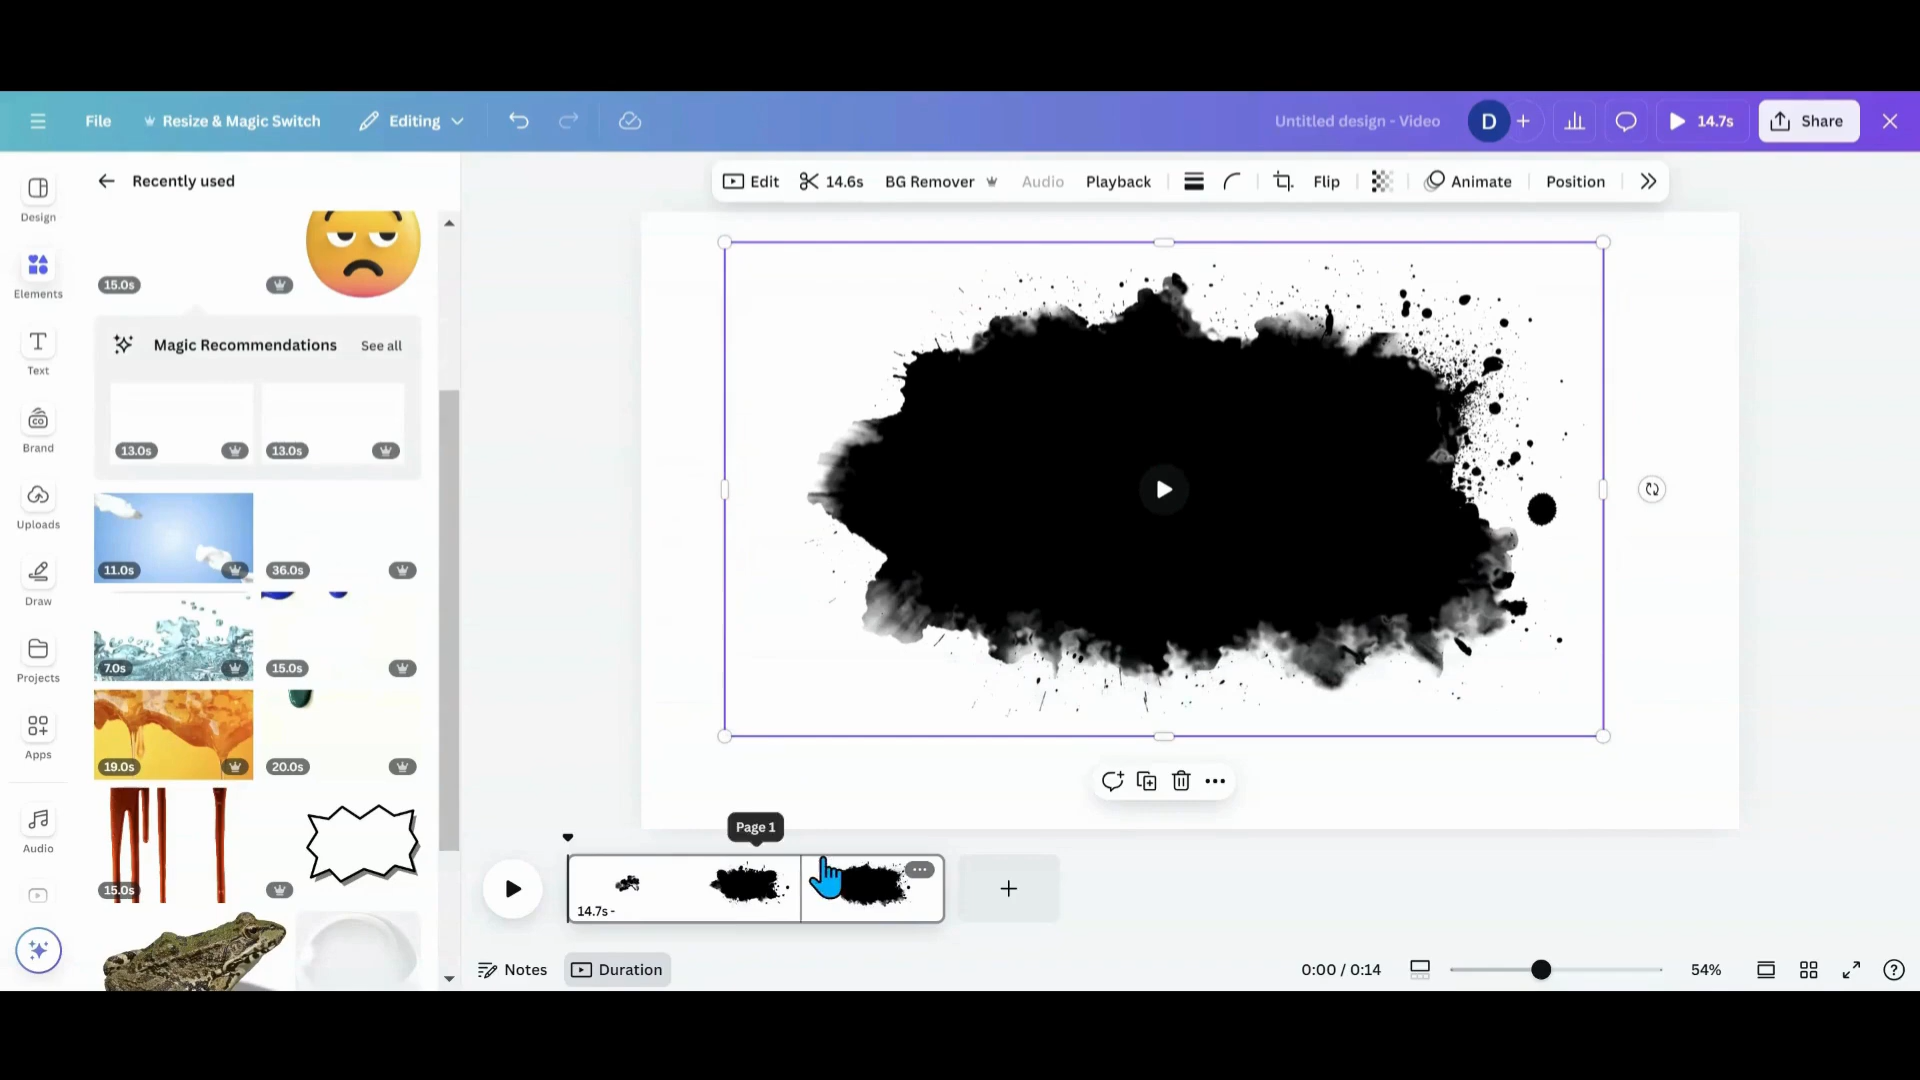 File
Resize & Magic Switch
Editing
Untitled design - Video
D
14.7s
Share
Design
Elements
Text
Brand
Uploads
Draw
Projects
Apps
Audio
Recently used
15.0s
Magic Recommendations
See all
13.0s
13.0s
11.0s
36.0s
7.0s
15.0s
19.0s
20.0s
15.0s
Edit
14.6s
BG Remover
Audio
Playback
Flip
Animate
Position
Page 1
14.7s -
Notes
Duration
0:00 / 0:14
54%